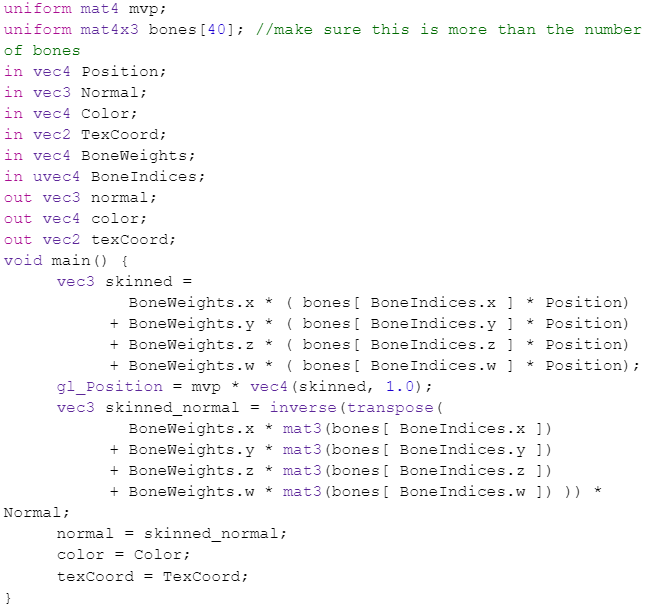 uniform mat4 mvp;
uniform mat4x3 bones[40]; //make sure this is more than the number
of bones
in vec4 Position;
in vec3 Normal;
in vec4 Color;
in vec2 TexCoord;
in vec4 BoneWeights;
in uvec4 BoneIndices;
out vec3 normal;
out vec4 color;
out vec2 texCoord;
void main() {
vec3 skinned =
BoneWeights.x * ( bones[ BoneIndices.x ] * Position)
+ BoneWeights.y * ( bones[ BoneIndices.y ] * Position)
+ BoneWeights.z * ( bones[ BoneIndices.z ] * Position)
+ BoneWeights.w * ( bones[ BoneIndices.w ] * Position);
gl_Position = mvp * vec4(skinned, 1.0);
vec3 skinned_normal = inverse(transpose(
BoneWeights.x * mat3(bones[ BoneIndices.x ])
+ BoneWeights.y * mat3(bones[ BoneIndices.y ])
+ BoneWeights.z * mat3(bones[ BoneIndices.z ])
+ BoneWeights.w * mat3(bones[ BoneIndices.w ]) )) *
Normal;
normal = skinned_normal;
color = Color;
texCoord = TexCoord;
}